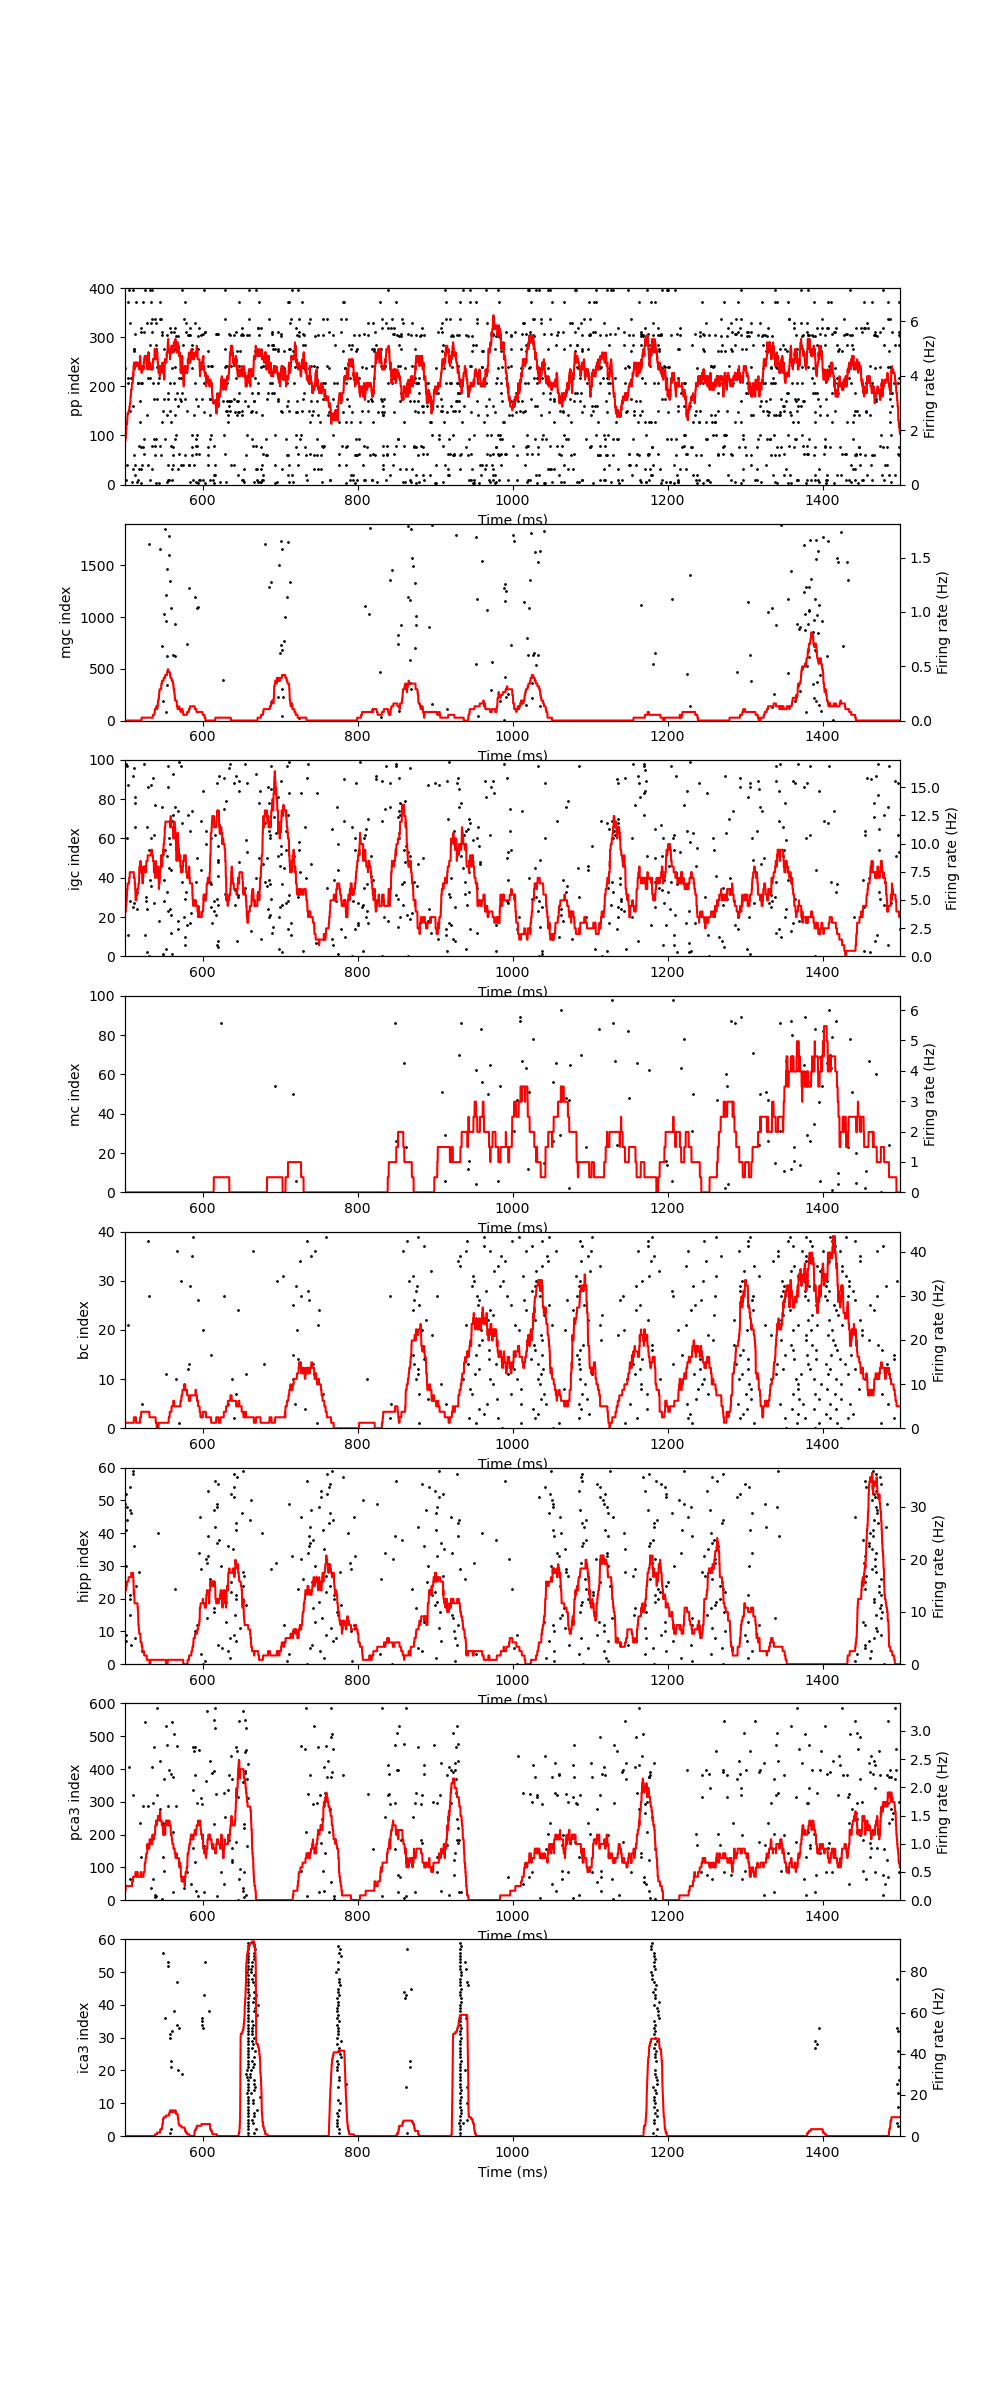 400
300
200
100
0
pp index
6
4
2
0
Firing rate (Hz)
600 800 1000 1200 1400
Time (ms)
1500
1000
500
0
mgc index
1.5
1.0
0.5
0.0
Firing rate (Hz)
600 800 1000 1200 1400
Time (ms)
100
80
60
40
20
0
igc index
15.0
12.5
10.0
7.5
5.0
2.5
0.0
Firing rate (Hz)
600 800 1000 1200 1400
Time (ms)
100
80
60
40
20
0
mc index
6
5
4
3
2
1
0
Firing rate (Hz)
600 800 1000 1200 1400
Time (ms)
40
30
20
10
0
bc index
40
30
20
10
0
Firing rate (Hz)
600 800 1000 1200 1400
Time (ms)
60
50
40
30
20
10
0
hipp index
30
20
10
0
Firing rate (Hz)
600 800 1000 1200 1400
Time (ms)
600
500
400
300
200
100
0
pca3 index
3.0
2.5
2.0
1.5
1.0
0.5
0.0
Firing rate (Hz)
600 800 1000 1200 1400
Time (ms)
60
50
40
30
20
10
0
ica3 index
80
60
40
20
0
Firing rate (Hz)
600 800 1000 1200 1400
Time (ms)